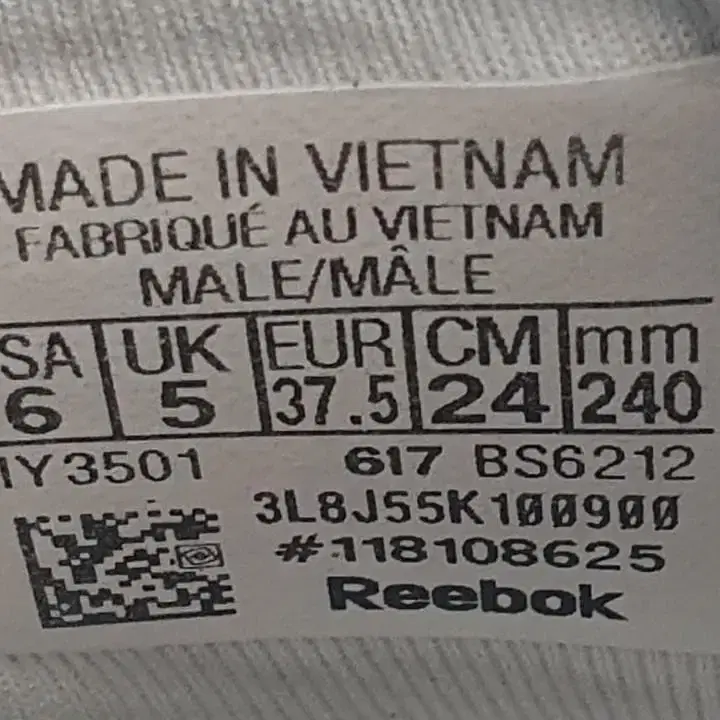 MADE IN VIETNAM
FABRIQUÉ AU VIETNAM
MALE/MÂLE
SA UK EUR CM mm
6 5 37.5 24 240
IY3501 617 BS6212
3L8J55K100900
#118108625
Reebok